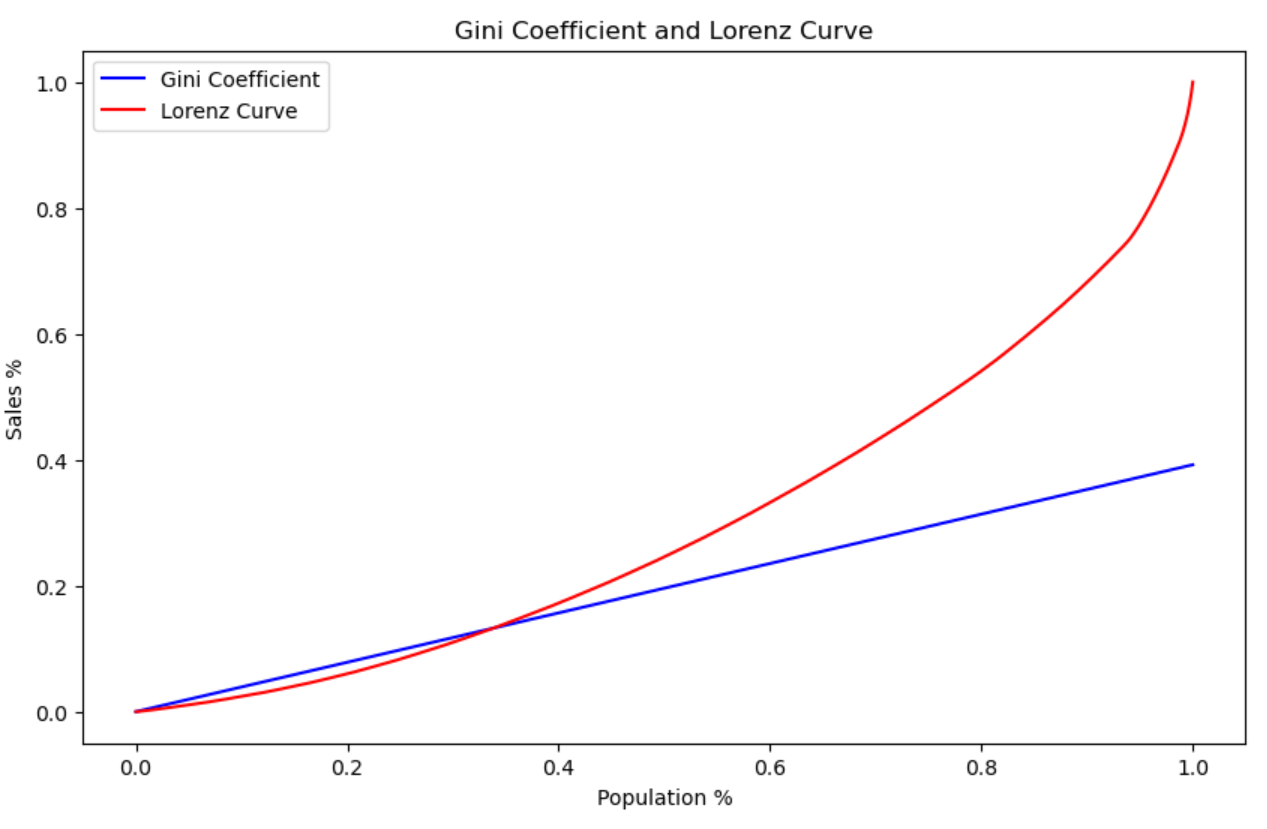 Gini Coefficient and Lorenz Curve
Gini Coefficient
Lorenz Curve
Sales %
1.0
0.8
0.6
0.4
0.2
0.0
0.0 0.2 0.4 0.6 0.8 1.0
Population %